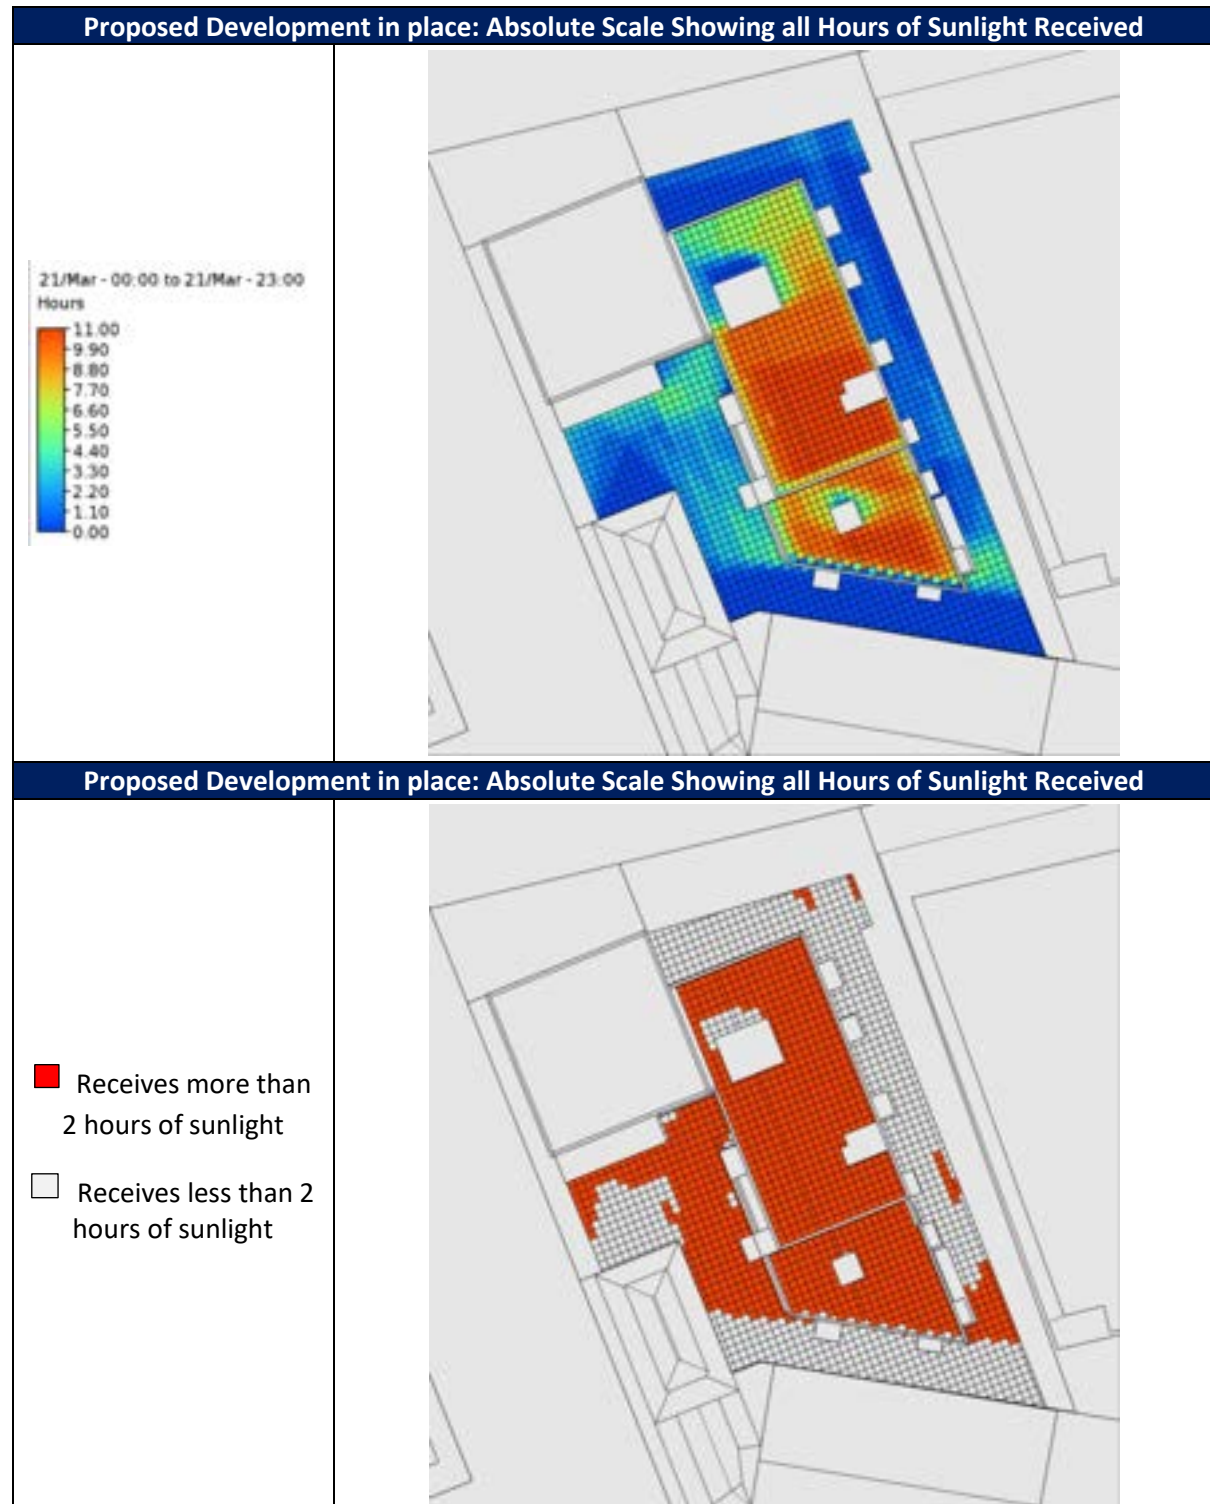 Proposed Development in place: Absolute Scale Showing all Hours of Sunlight Received
21/Mar - 00:00 to 21/Mar - 23:00
Hours
11.00
9.90
8.80
7.70
6.60
5.50
4.40
3.30
2.20
1.10
0.00
Proposed Development in place: Absolute Scale Showing all Hours of Sunlight Received
Receives more than
2 hours of sunlight
Receives less than 2
hours of sunlight